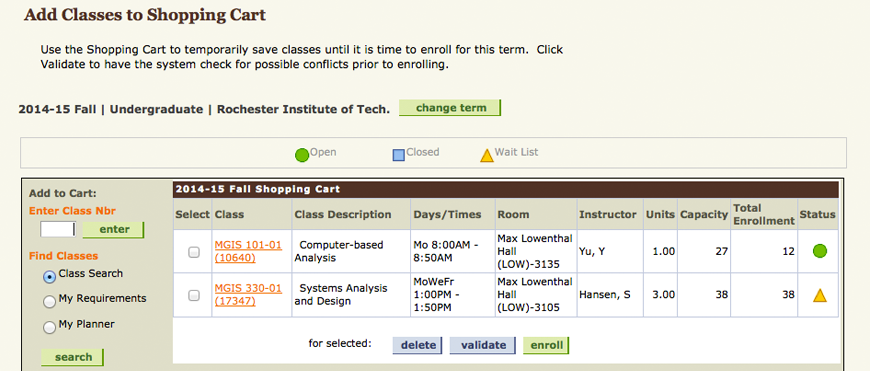 Add Classes to Shopping Cart
Use the Shopping Cart to temporarily save classes until it is time to enroll for this term. Click
Validate to have the system check for possible conflicts prior to enrolling.
2014-15 Fall | Undergraduate | Rochester Institute of Tech. change term
Open Closed Wait List
Add to Cart:
Enter Class Nbr
enter
Find Classes
Class Search
My Requirements
My Planner
search
2014-15 Fall Shopping Cart
Select Class Class Description Days/Times Room Instructor Units Capacity Total Enrollment Status
MGIS 101-01 (10640) Computer-based Analysis Mo 8:00AM - 8:50AM Max Lowenthal Hall (LOW)-3135 Yu, Y 1.00 27 12
MGIS 330-01 (17347) Systems Analysis and Design MoWeFr 1:00PM - 1:50PM Max Lowenthal Hall (LOW)-3105 Hansen, S 3.00 38 38
for selected: delete validate enroll